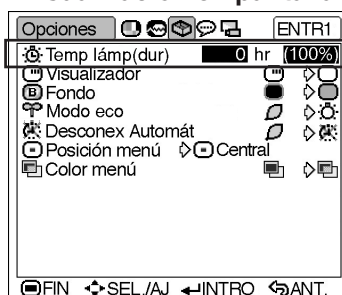 Opciones ENTR1
Temp lámp(dur) 0 hr (100%)
Visualizador
B Fondo
Modo eco
Desconex Automát
Posición menú Central
Color menú
FIN SEL./AJ INTRO ANT.